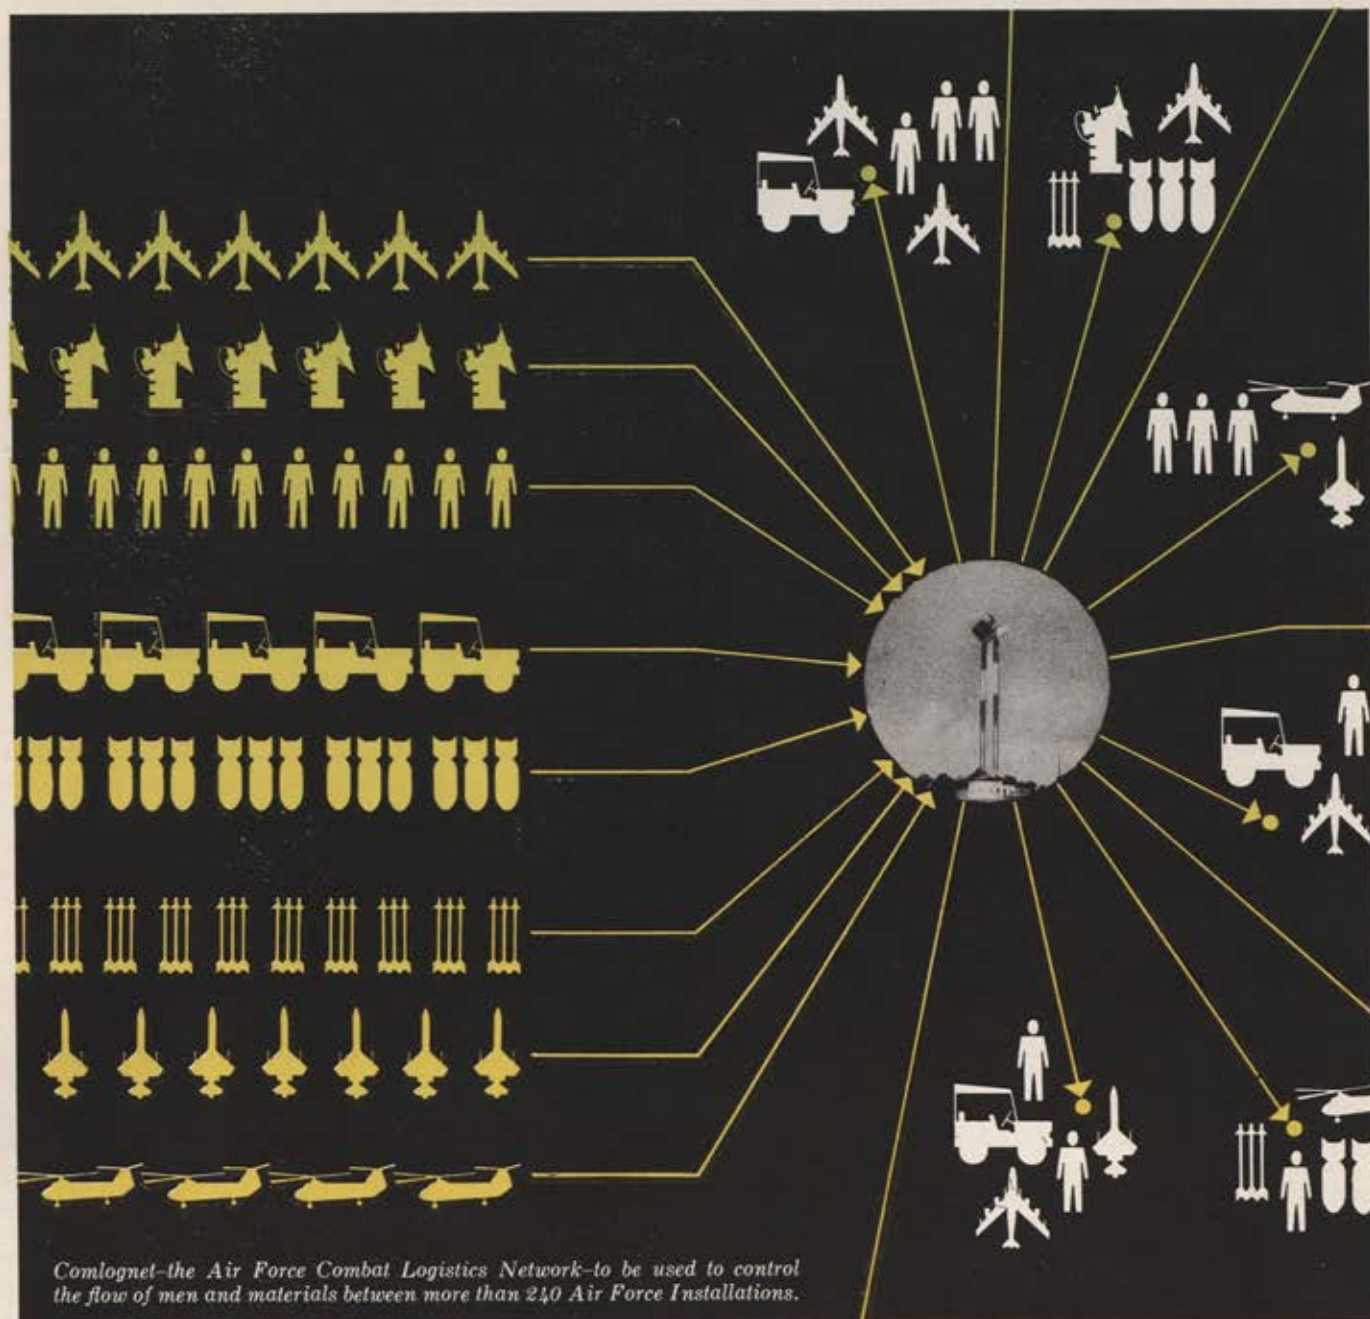 Comlognet–the Air Force Combat Logistics Network–to be used to control
the flow of men and materials between more than 240 Air Force Installations.